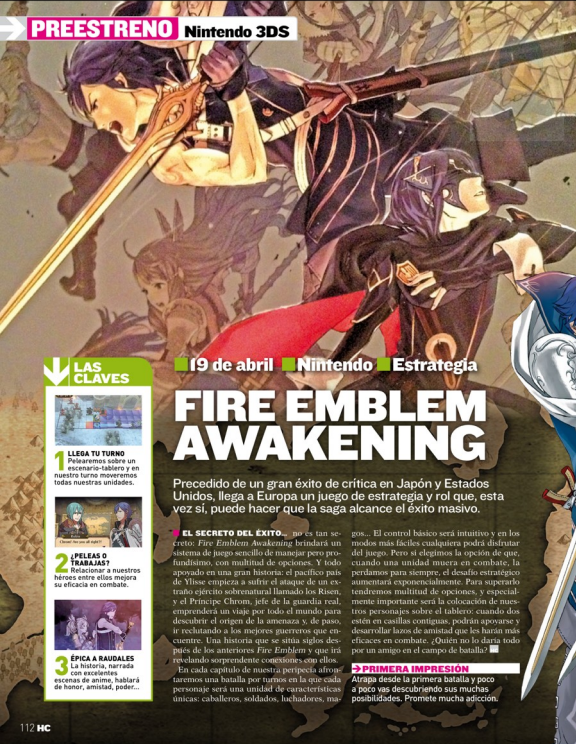 PREESTRENO Nintendo 3DS
19 de abril Nintendo Estrategia
FIRE EMBLEM
AWAKENING
Precedido de un gran éxito de crítica en Japón y Estados
Unidos, llega a Europa un juego de estrategia y rol que, esta
vez sí, puede hacer que la saga alcance el éxito masivo.
LAS
CLAVES
1 LLEGA TU TURNO
Pelearemos sobre un
escenario-tablero y en
nuestro turno moveremos
todas nuestras unidades.
2 ¿PELEAS O
TRABAJAS?
Relacionar a nuestros
héroes entre ellos mejora
su eficacia en combate.
3 ÉPICA A RAUDALES
La historia, narrada
con excelentes
escenas de anime, hablará
de honor, amistad, poder...
EL SECRETO DEL ÉXITO... no es tan se-
creto: Fire Emblem Awakening brindará un
sistema de juego sencillo de manejar pero pro-
fundísimo, con multitud de opciones. Y todo
apoyado en una gran historia: el pacífico país
de Ylisse empieza a sufrir el ataque de un ex-
traño ejército sobrenatural llamado los Risen,
y el Príncipe Chrom, jefe de la guardia real,
emprenderá un viaje por todo el mundo para
descubrir el origen de la amenaza y, de paso,
ir reclutando a los mejores guerreros que en-
cuentre. Una historia que se sitúa siglos des-
pués de los anteriores Fire Emblem y que irá
revelando sorprendente conexiones con ellos.
En cada capítulo de nuestra peripecia afron-
taremos una batalla por turnos en la que cada
personaje será una unidad de características
únicas: caballeros, soldados, luchadores, ma-
gos... El control básico será intuitivo y en los
modos más fáciles cualquiera podrá disfrutar
del juego. Pero si elegimos la opción de que,
cuando una unidad muera en combate, la
perdamos para siempre, el desafío estratégico
aumentará exponencialmente. Para superarlo
tendremos multitud de opciones, y especial-
mente importante será la colocación de nues-
tros personajes sobre el tablero: cuando dos
estén en casillas contiguas, podrán apoyarse y
desarrollar lazos de amistad que les harán más
eficaces en combate. ¿Quién no lo daría todo
por un amigo en el campo de batalla?
PRIMERA IMPRESIÓN
Atrapa desde la primera batalla y poco
a poco vas descubriendo sus muchas
posibilidades. Promete mucha adicción.
112 HC